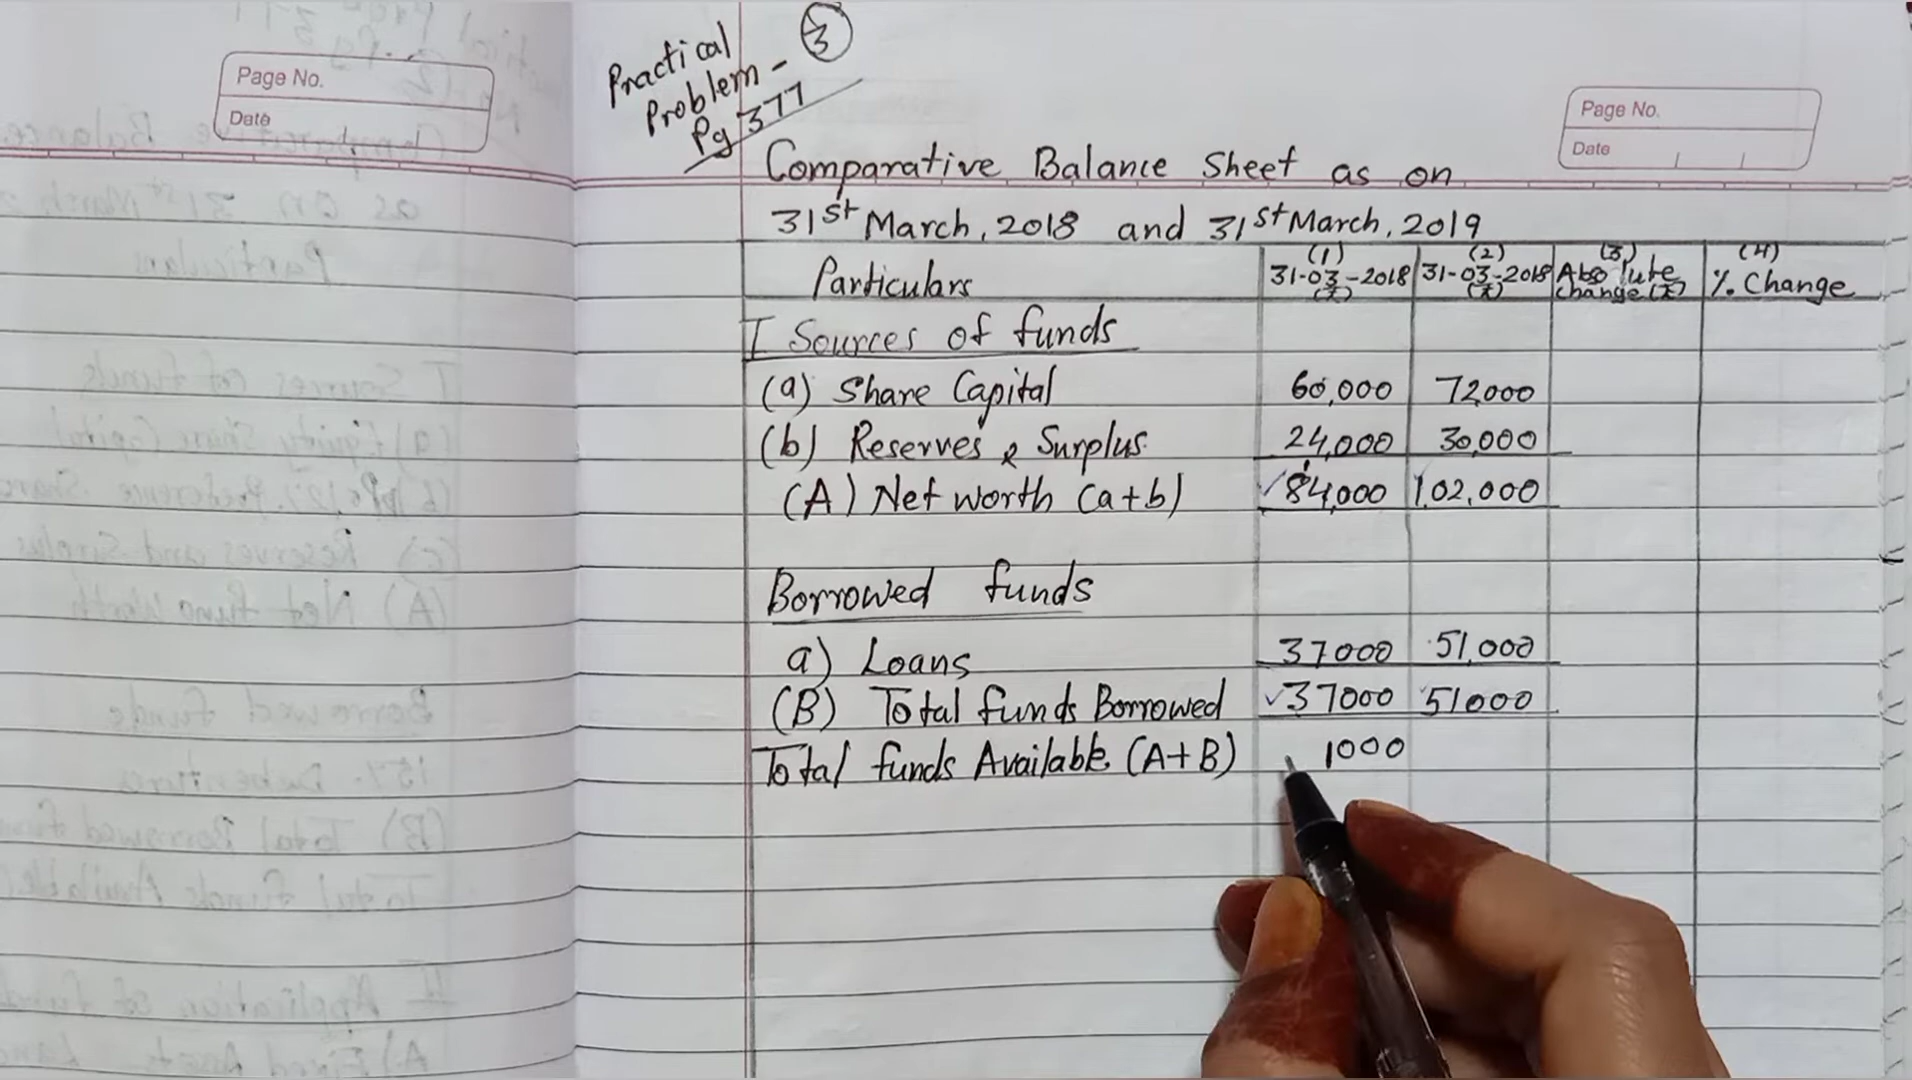 Page No.
Date
Practical
Problem - 3
Pg 377
Page No.
Date
Comparative Balance Sheet as on
31st March, 2018 and 31st March, 2019
Particulars (1) 31-03-2018 (₹) (2) 31-03-2018 (₹) (3) Absolute Change (₹) (4) % Change
I Sources of funds
(a) Share Capital 60,000 72,000
(b) Reserves & Surplus 24,000 30,000
(A) Net worth (a+b) 84,000 1,02,000
Borrowed funds
a) Loans 37000 51,000
(B) Total funds Borrowed 37000 51000
Total funds Available (A+B) 1000